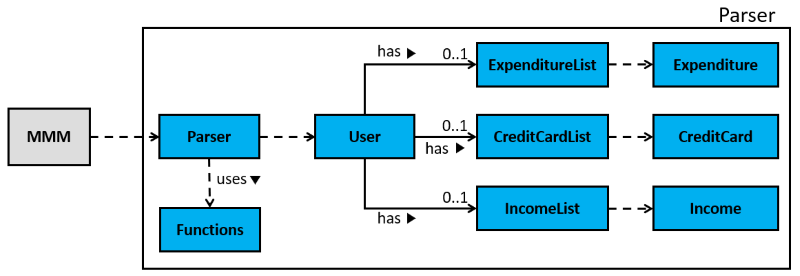 Parser
has ▶
0..1
ExpenditureList
Expenditure
MMM
Parser
User
0..1
has ▶
CreditCardList
CreditCard
uses ▼
Functions
has ▶
0..1
IncomeList
Income